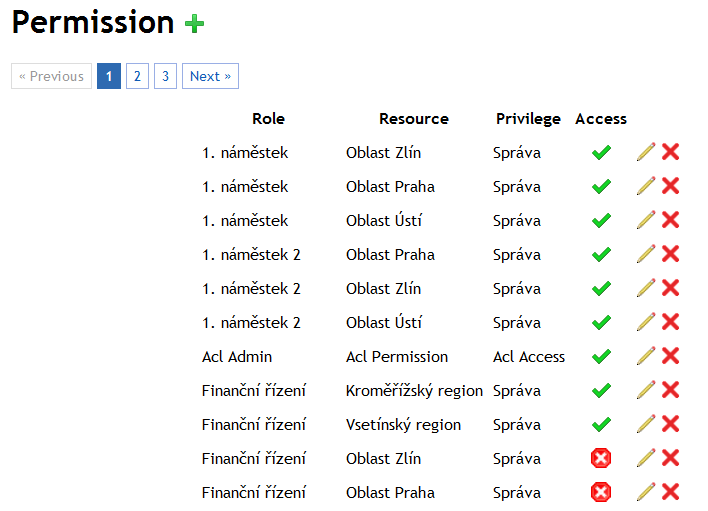 Permission
« Previous 1 2 3 Next »
Role Resource Privilege Access
1. náměstek Oblast Zlín Správa
1. náměstek Oblast Praha Správa
1. náměstek Oblast Ústí Správa
1. náměstek 2 Oblast Praha Správa
1. náměstek 2 Oblast Zlín Správa
1. náměstek 2 Oblast Ústí Správa
Acl Admin Acl Permission Acl Access
Finanční řízení Kroměřížský region Správa
Finanční řízení Vsetínský region Správa
Finanční řízení Oblast Zlín Správa
Finanční řízení Oblast Praha Správa